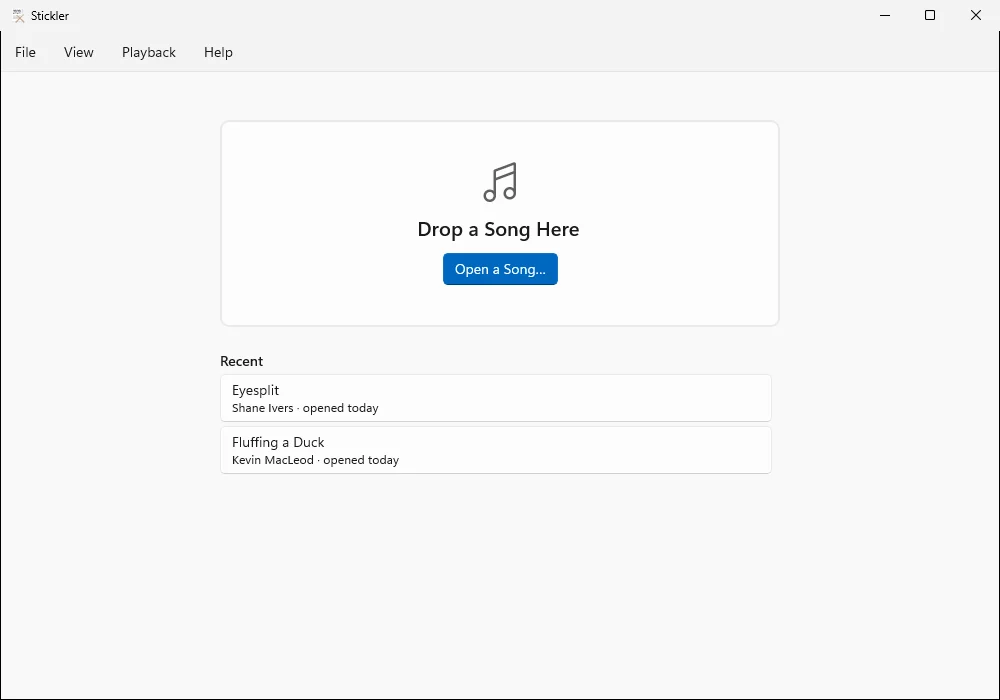 Stickler
File
View
Playback
Help
Drop a Song Here
Open a Song...
Recent
Eyesplit
Shane Ivers · opened today
Fluffing a Duck
Kevin MacLeod · opened today